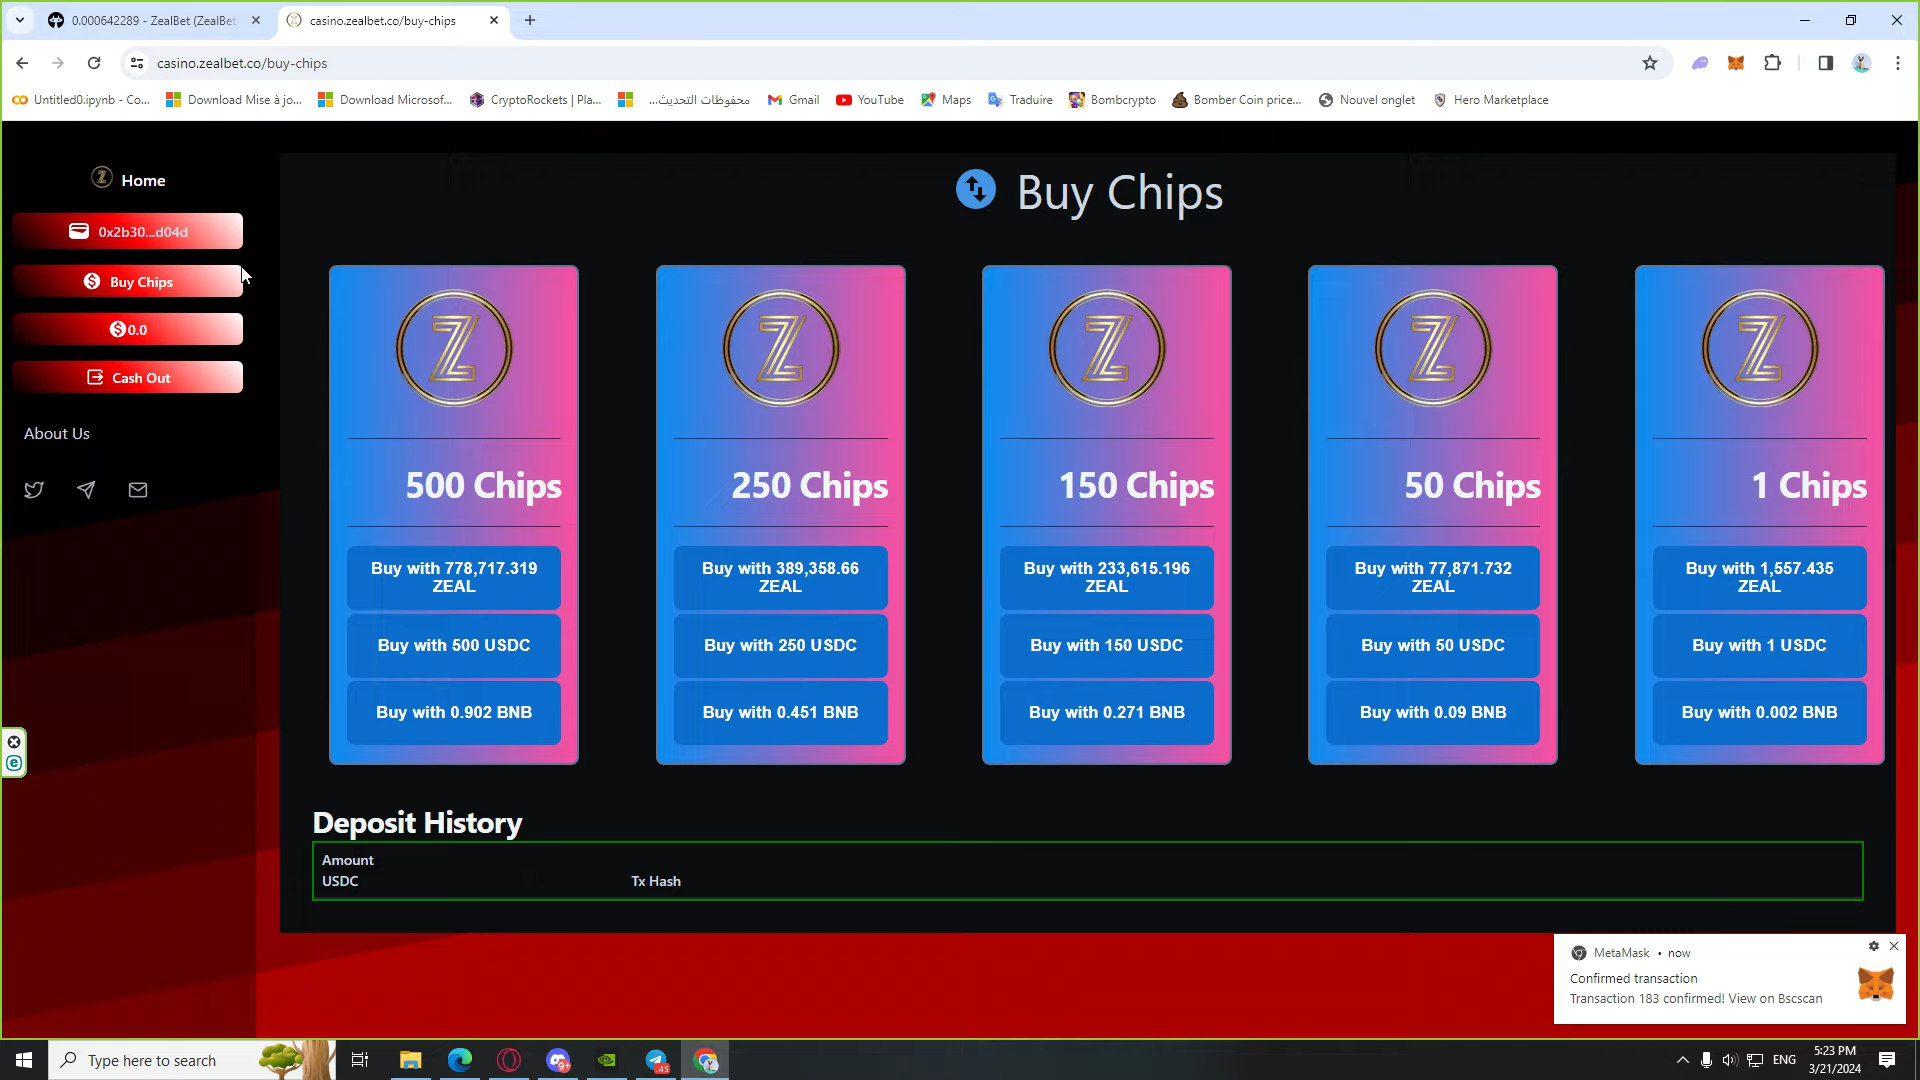 0.000642289 - ZealBet (ZealBet
casino.zealbet.co/buy-chips
casino.zealbet.co/buy-chips
Untitled0.ipynb - Co...
Download Mise à jo...
Download Microsof...
CryptoRockets | Pla...
محفوظات التحديث...
Gmail
YouTube
Maps
Traduire
Bombcrypto
Bomber Coin price...
Nouvel onglet
Hero Marketplace
Home
0x2b30...d04d
Buy Chips
0.0
Cash Out
About Us
Buy Chips
500 Chips
Buy with 778,717.319
ZEAL
Buy with 500 USDC
Buy with 0.902 BNB
250 Chips
Buy with 389,358.66
ZEAL
Buy with 250 USDC
Buy with 0.451 BNB
150 Chips
Buy with 233,615.196
ZEAL
Buy with 150 USDC
Buy with 0.271 BNB
50 Chips
Buy with 77,871.732
ZEAL
Buy with 50 USDC
Buy with 0.09 BNB
1 Chips
Buy with 1,557.435
ZEAL
Buy with 1 USDC
Buy with 0.002 BNB
Deposit History
Amount
USDC
Tx Hash
MetaMask • now
Confirmed transaction
Transaction 183 confirmed! View on Bscscan
Type here to search
9+
45
ENG
5:23 PM
3/21/2024